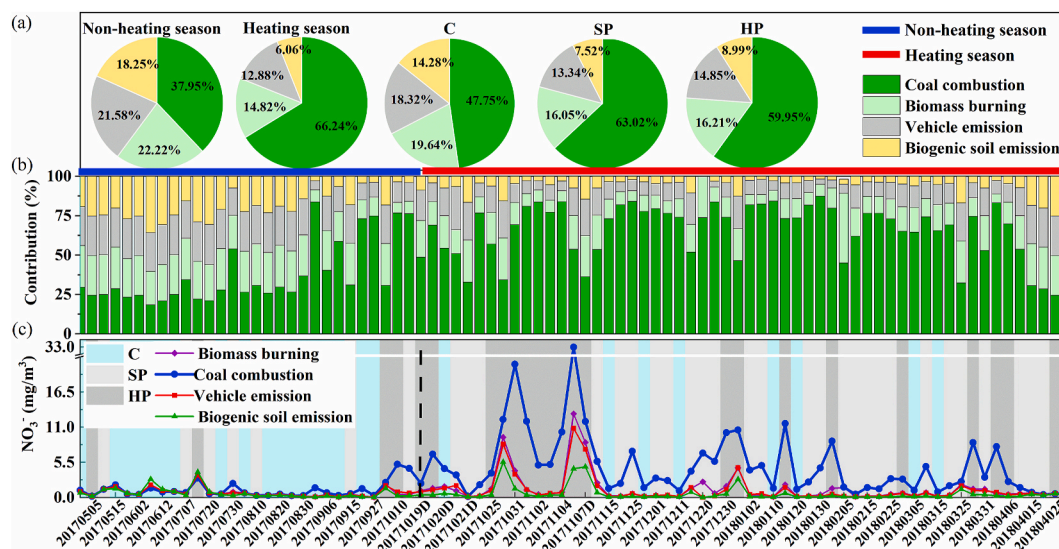 (a)
Non-heating season
Heating season
C
SP
HP
37.95%
22.22%
21.58%
18.25%
66.24%
14.82%
12.88%
6.06%
47.75%
19.64%
18.32%
14.28%
63.02%
16.05%
13.34%
7.52%
59.95%
16.21%
14.85%
8.99%
Non-heating season
Heating season
Coal combustion
Biomass burning
Vehicle emission
Biogenic soil emission
(b)
Contribution (%)
100
75
50
25
0
(c)
NO₃⁻ (mg/m³)
33.0
16.5
11.0
5.5
0.0
C
SP
HP
Biomass burning
Coal combustion
Vehicle emission
Biogenic soil emission
20170505
20170515
20170602
20170612
20170707
20170720
20170730
20170809
20170820
20170830
20170906
20170915
20170927
20171010
20171019D
20171020D
20171021D
20171025
20171031
20171102
20171104
20171107J
20171115
20171125
20171205
20171211
20171220
20171230
20180102
20180110
20180120
20180130
20180205
20180215
20180225
20180305
20180315
20180325
20180331
20180406
20180415